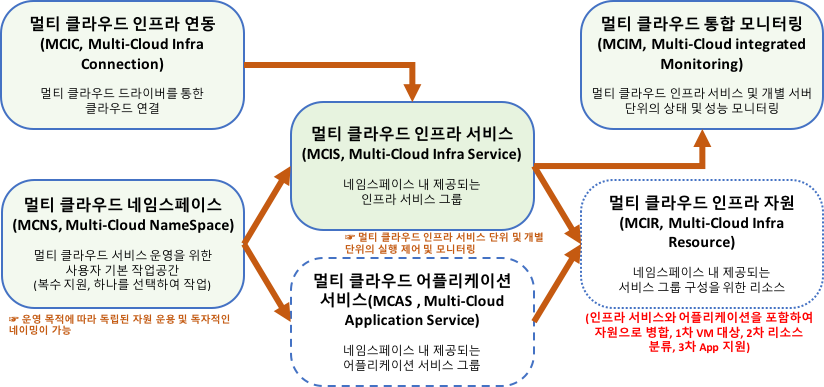 멀티 클라우드 인프라 연동
(MCIC, Multi-Cloud Infra
Connection)
멀티 클라우드 드라이버를 통한
클라우드 연결
멀티 클라우드 통합 모니터링
(MCIM, Multi-Cloud integrated
Monitoring)
멀티 클라우드 인프라 서비스 및 개별 서버
단위의 상태 및 성능 모니터링
멀티 클라우드 인프라 서비스
(MCIS, Multi-Cloud Infra Service)
네임스페이스 내 제공되는
인프라 서비스 그룹
☞ 멀티 클라우드 인프라 서비스 단위 및 개별
단위의 실행 제어 및 모니터링
멀티 클라우드 네임스페이스
(MCNS, Multi-Cloud NameSpace)
멀티 클라우드 서비스 운영을 위한
사용자 기본 작업공간
(복수 지원, 하나를 선택하여 작업)
☞ 운영 목적에 따라 독립된 자원 운용 및 독자적인
네이밍이 가능
멀티 클라우드 어플리케이션
서비스(MCAS , Multi-Cloud
Application Service)
네임스페이스 내 제공되는
어플리케이션 서비스 그룹
멀티 클라우드 인프라 자원
(MCIR, Multi-Cloud Infra
Resource)
네임스페이스 내 제공되는
서비스 그룹 구성을 위한 리소스
(인프라 서비스와 어플리케이션을 포함하여
자원으로 병합, 1차 VM 대상, 2차 리소스
분류, 3차 App 지원)